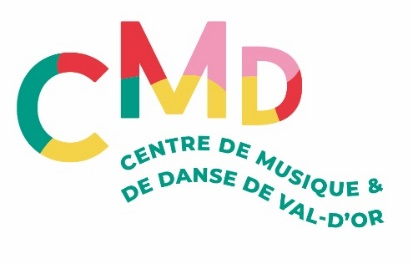 CMD
CENTRE DE MUSIQUE &
DE DANSE DE VAL-D'OR